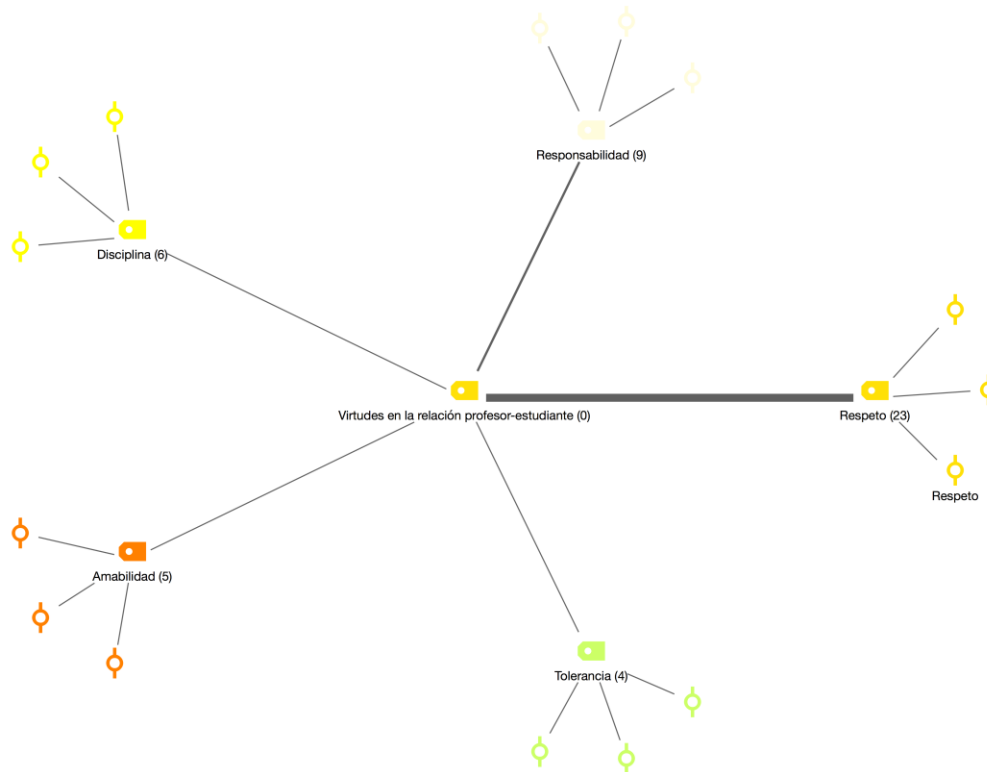 Responsabilidad (9)
Disciplina (6)
Virtudes en la relación profesor-estudiante (0)
Respeto (23)
Respeto
Amabilidad (5)
Tolerancia (4)